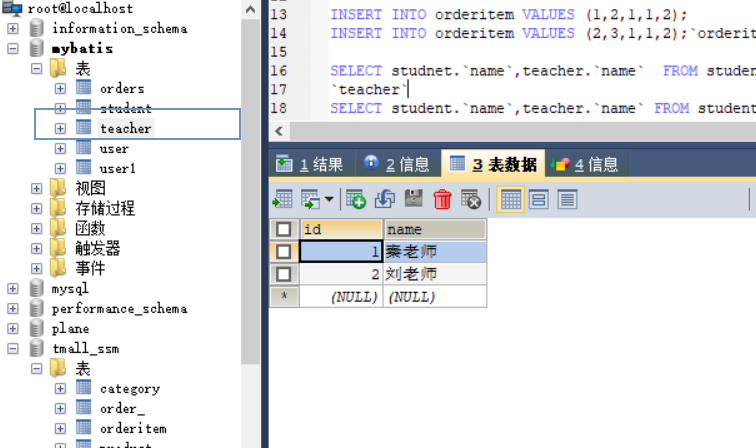 root@localhost
information_schema
mybatis
表
orders
student
teacher
user
user1
视图
存储过程
函数
触发器
事件
mysql
performance_schema
plane
tmall_ssm
表
category
order_
orderitem
13 INSERT INTO orderitem VALUES (1,2,1,1,2);
14 INSERT INTO orderitem VALUES (2,3,1,1,2);`orderit
15
16 SELECT studnet.`name`,teacher.`name` FROM studen
17 `teacher`
18 SELECT student.`name`,teacher.`name` FROM student
1 结果 2 信息 3 表数据 4 信息
id name
1 秦老师
2 刘老师
* (NULL) (NULL)